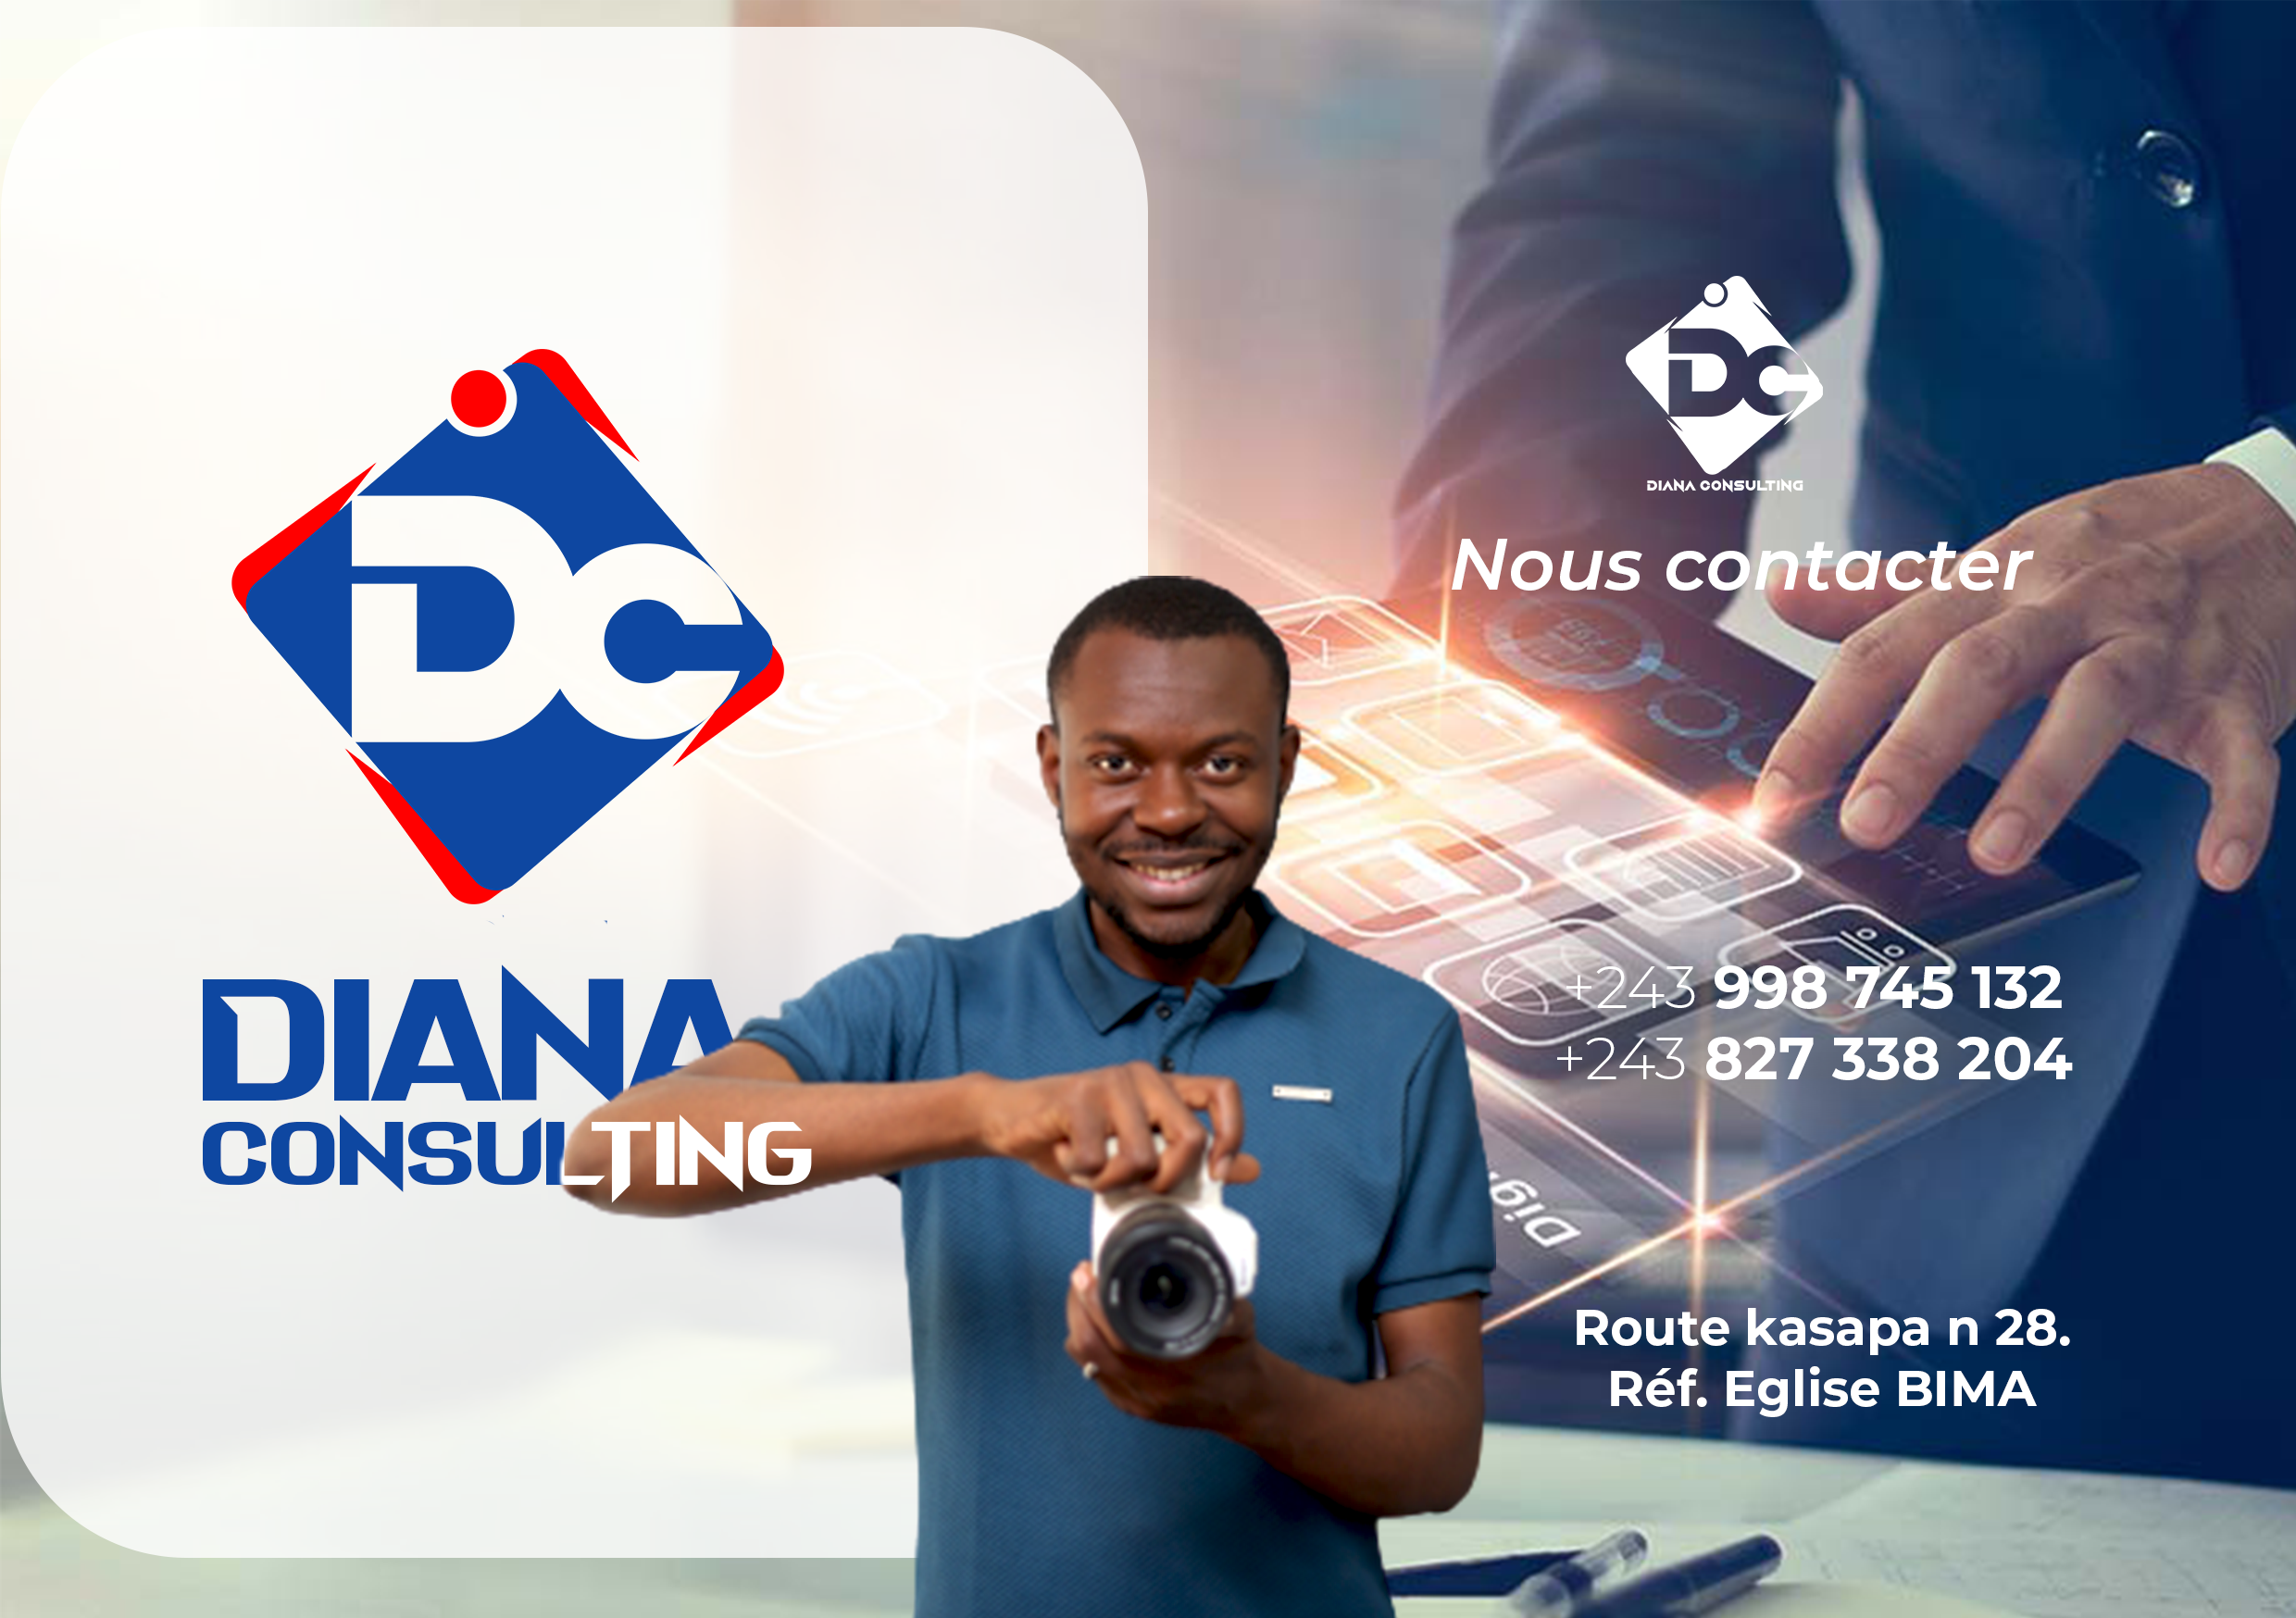 DC
DIANA
CONSULTING
DC
DIANA CONSULTING
Nous contacter
+243 998 745 132
+243 827 338 204
Digi
Route kasapa n 28.
Réf. Eglise BIMA